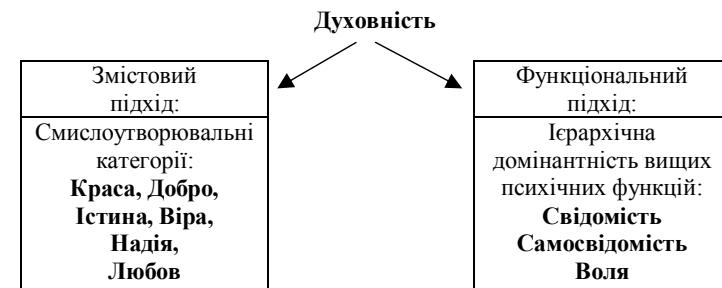 Духовність
Змістовий
підхід:
Смислоутворювальні
категорії:
Краса, Добро,
Істина, Віра,
Надія,
Любов
Функціональний
підхід:
Ієрархічна
домінантність вищих
психічних функцій:
Свідомість
Самосвідомість
Воля